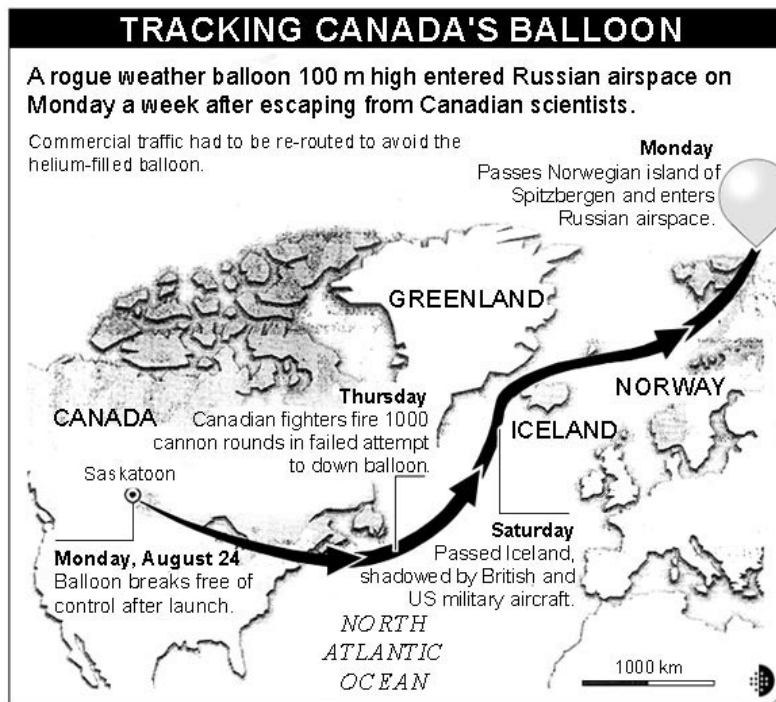 TRACKING CANADA'S BALLOON
A rogue weather balloon 100 m high entered Russian airspace on
Monday a week after escaping from Canadian scientists.
Commercial traffic had to be re-routed to avoid the
helium-filled balloon.
Monday
Passes Norwegian island of
Spitzbergen and enters
Russian airspace.
GREENLAND
Thursday
Canadian fighters fire 1000
cannon rounds in failed attempt
to down balloon.
NORWAY
CANADA
ICELAND
Saskatoon
Monday, August 24
Balloon breaks free of
control after launch.
Saturday
Passed Iceland,
shadowed by British and
US military aircraft.
NORTH
ATLANTIC
OCEAN
1000 km